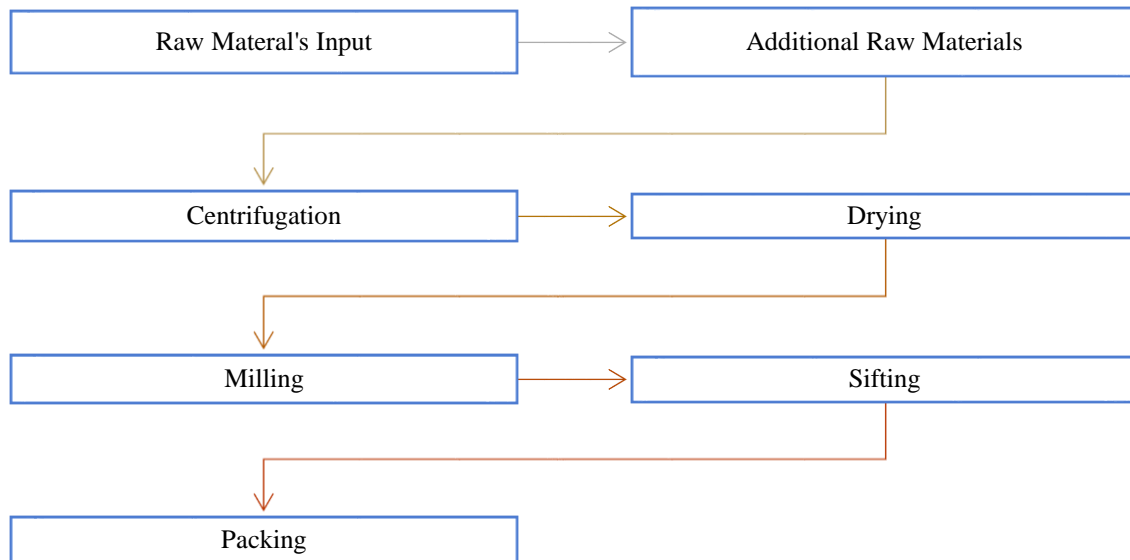 Raw Materal's Input
Additional Raw Materials
Centrifugation
Drying
Milling
Sifting
Packing